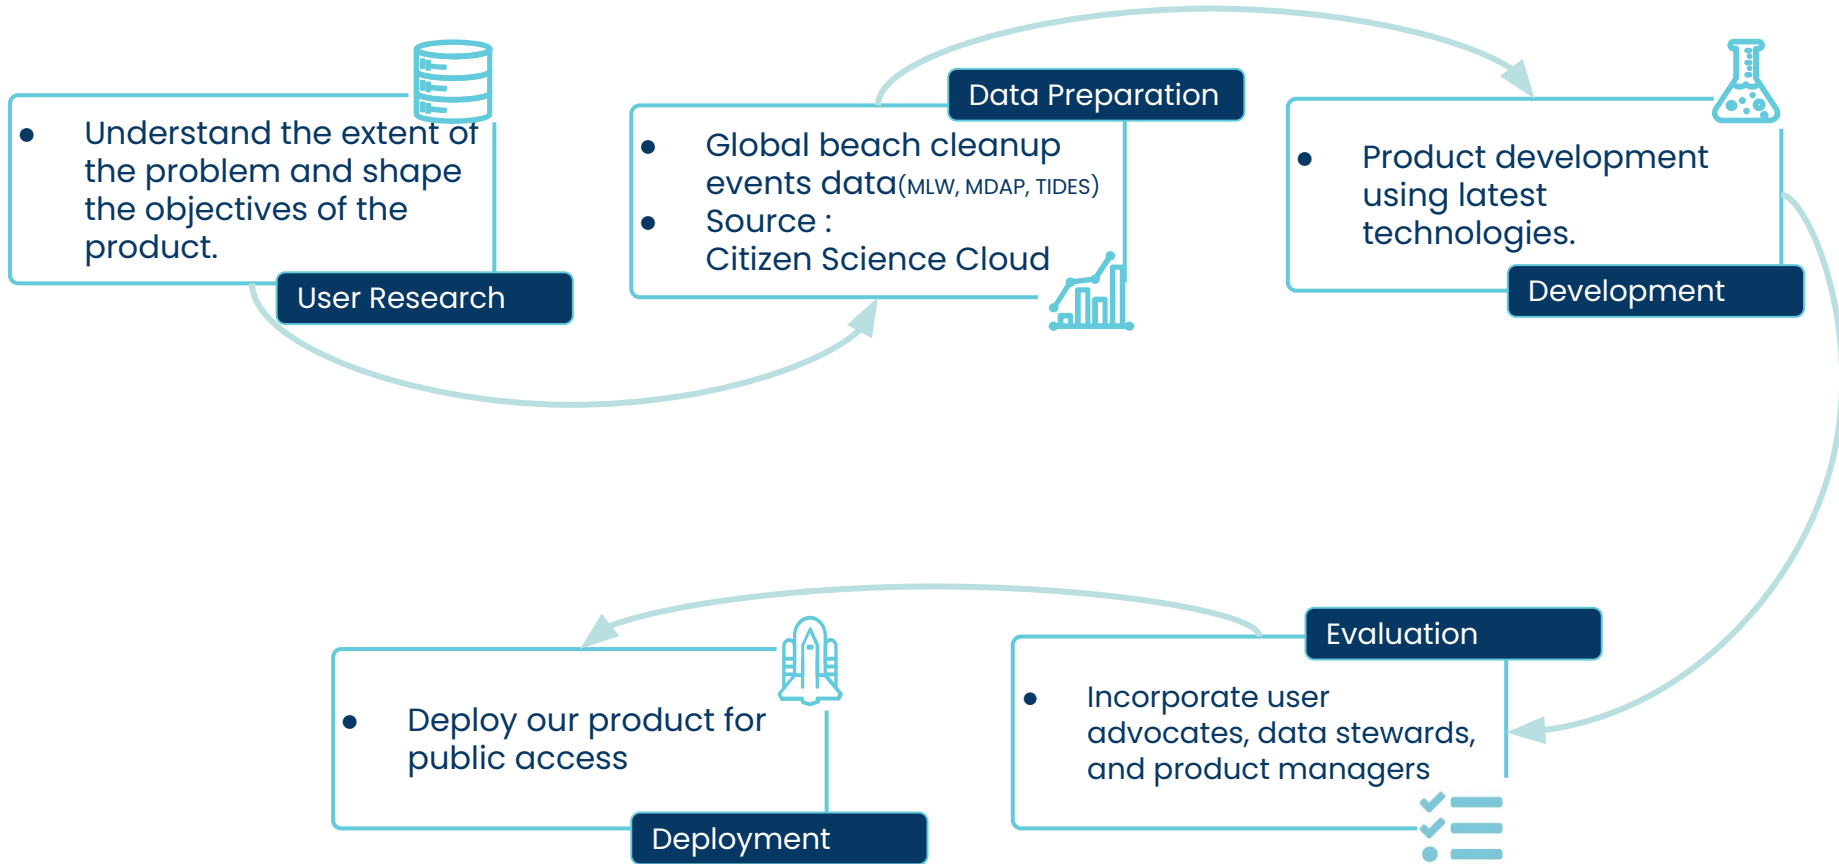 ● Understand the extent of
the problem and shape
the objectives of the
product.
User Research
Data Preparation
● Global beach cleanup
events data(MLW, MDAP, TIDES)
● Source :
Citizen Science Cloud
● Product development
using latest
technologies.
Development
Evaluation
● Incorporate user
advocates, data stewards,
and product managers
● Deploy our product for
public access
Deployment